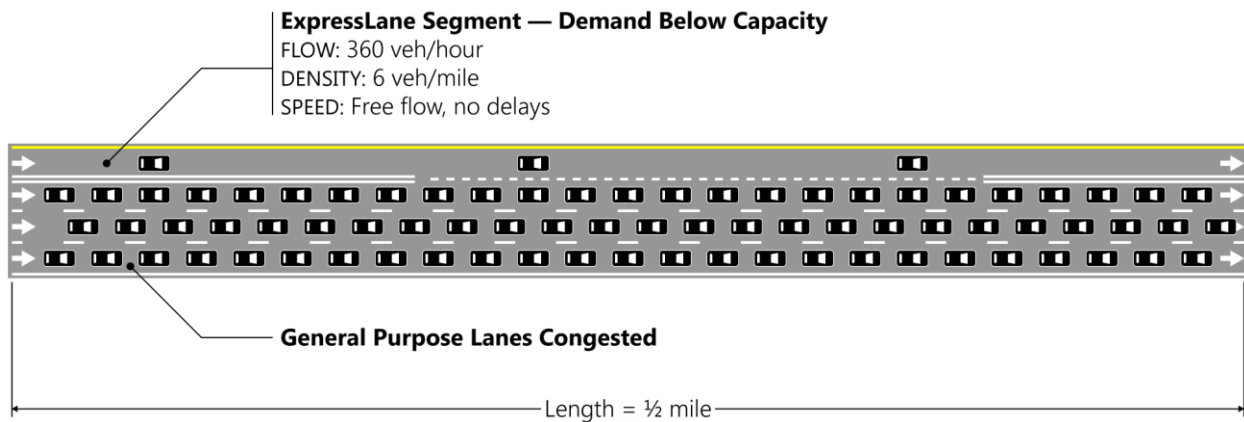 ExpressLane Segment — Demand Below Capacity
FLOW: 360 veh/hour
DENSITY: 6 veh/mile
SPEED: Free flow, no delays
General Purpose Lanes Congested
Length = ½ mile